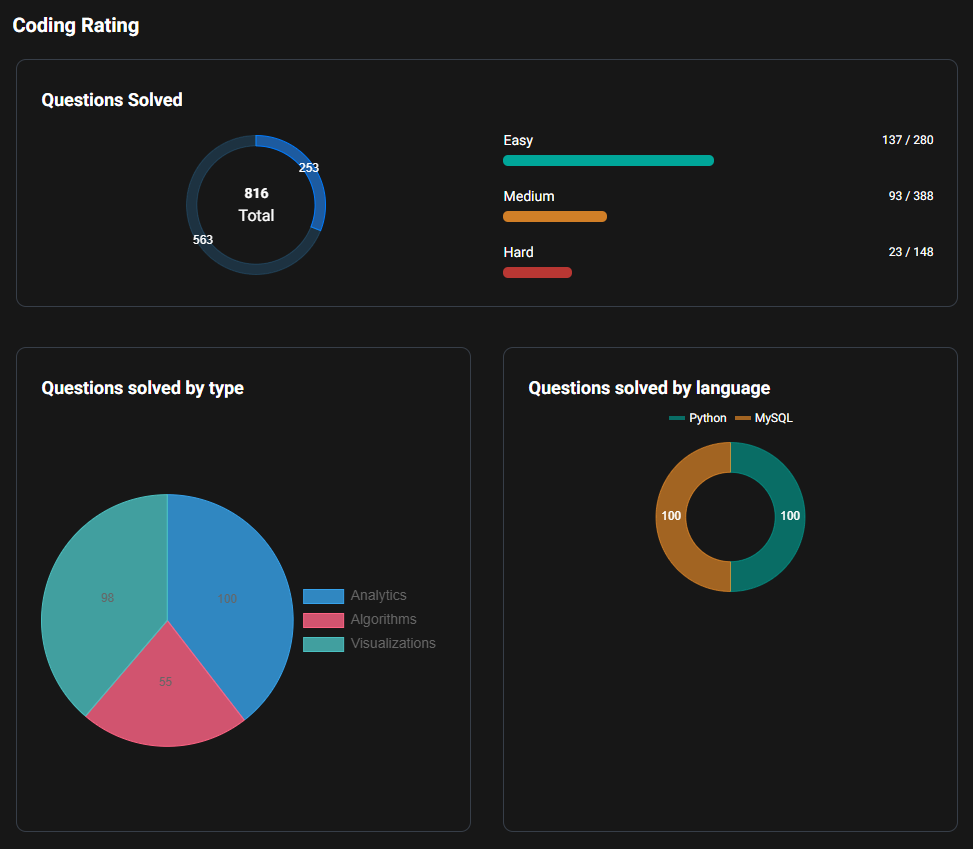 Coding Rating
Questions Solved
253
816
Total
563
Easy
137 / 280
Medium
93 / 388
Hard
23 / 148
Questions solved by type
98
100
55
Analytics
Algorithms
Visualizations
Questions solved by language
Python
MySQL
100
100